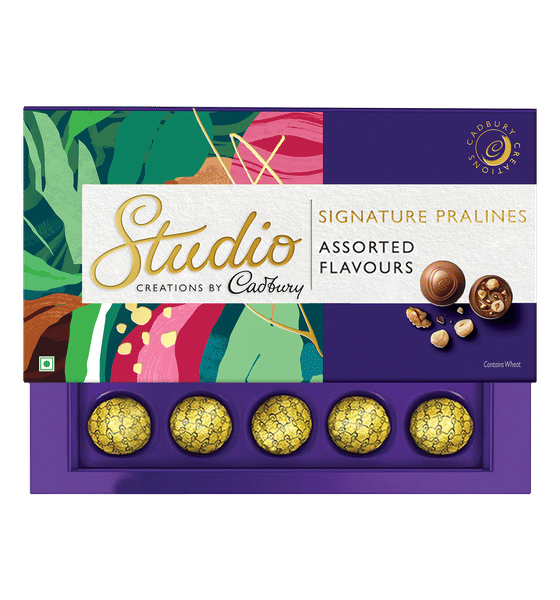 CADBURY CREATIONS
Studio
CREATIONS BY Cadbury
SIGNATURE PRALINES
ASSORTED
FLAVOURS
Contains Wheat